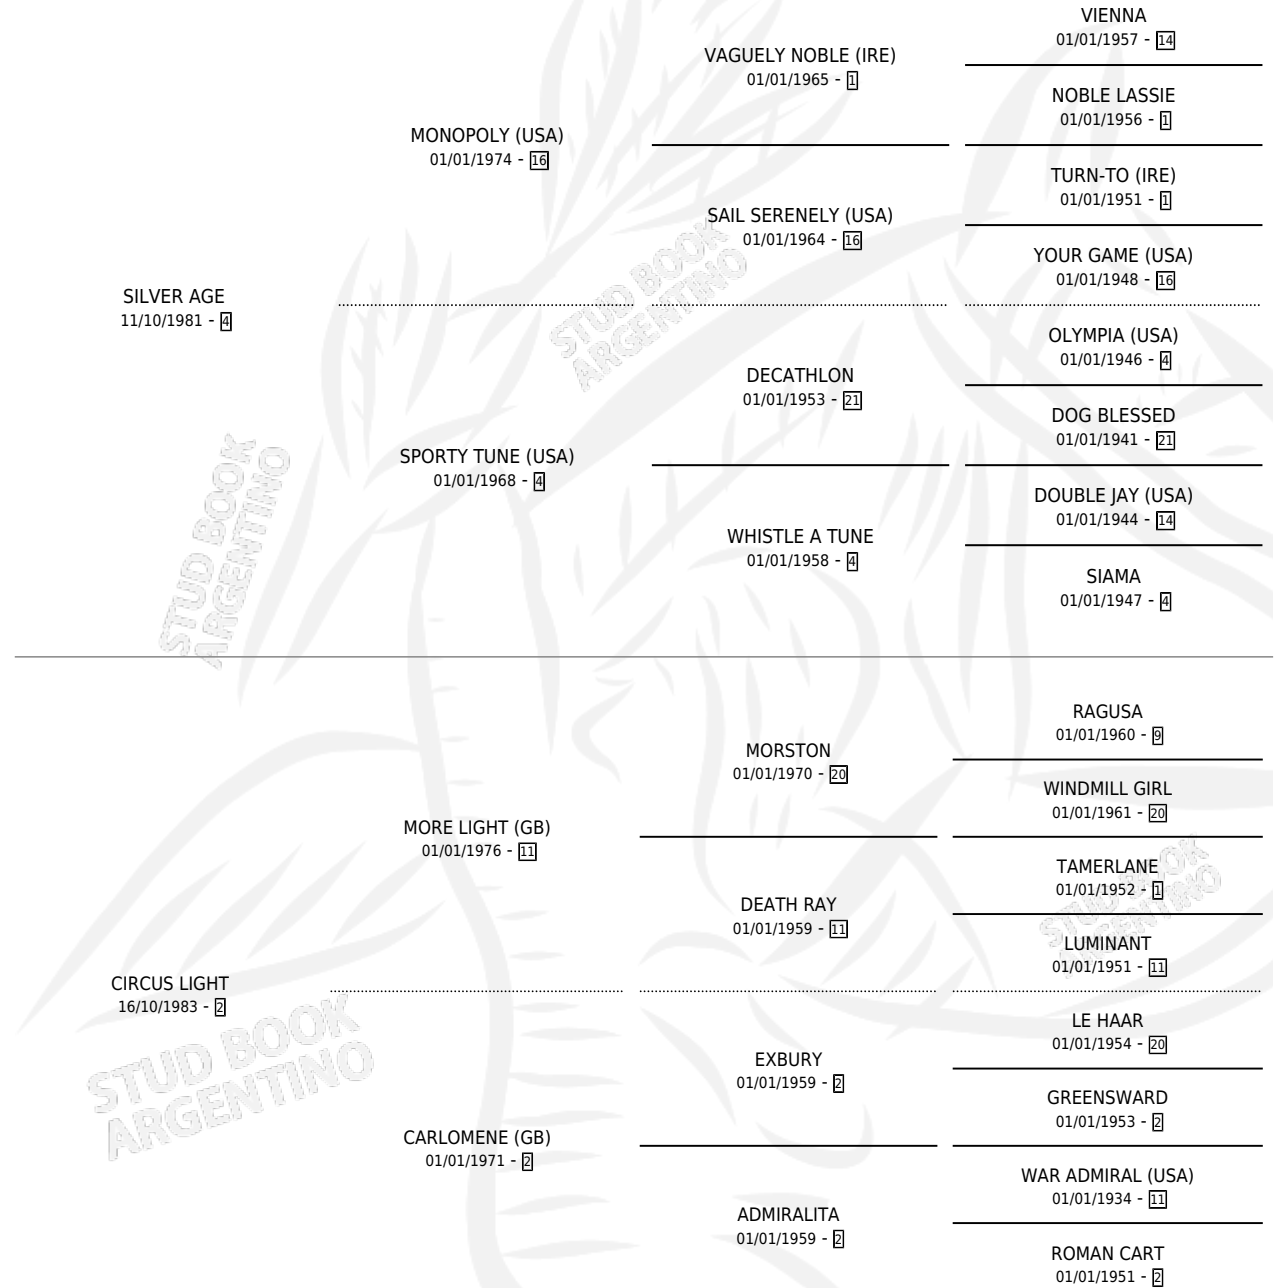 VIENNA
01/01/1957 - 14
VAGUELY NOBLE (IRE)
01/01/1965 - 1
NOBLE LASSIE
01/01/1956 - 1
MONOPOLY (USA)
01/01/1974 - 16
TURN-TO (IRE)
01/01/1951 - 1
SAIL SERENELY (USA)
01/01/1964 - 16
YOUR GAME (USA)
01/01/1948 - 16
SILVER AGE
11/10/1981 - 4
STUD BOOK
ARGENTINO
OLYMPIA (USA)
01/01/1946 - 4
DECATHLON
01/01/1953 - 21
DOG BLESSED
01/01/1941 - 21
SPORTY TUNE (USA)
01/01/1968 - 4
DOUBLE JAY (USA)
01/01/1944 - 14
WHISTLE A TUNE
01/01/1958 - 4
SIAMA
01/01/1947 - 4
STUD BOOK
ARGENTINO
RAGUSA
01/01/1960 - 9
MORSTON
01/01/1970 - 20
WINDMILL GIRL
01/01/1961 - 20
MORE LIGHT (GB)
01/01/1976 - 11
TAMERLANE
01/01/1952 - 1
DEATH RAY
01/01/1959 - 11
STUD BOOK
ARGENTINO
LUMINANT
01/01/1951 - 11
CIRCUS LIGHT
16/10/1983 - 2
LE HAAR
01/01/1954 - 20
EXBURY
01/01/1959 - 2
GREENSWARD
01/01/1953 - 2
STUD BOOK
ARGENTINO
CARLOMENE (GB)
01/01/1971 - 2
WAR ADMIRAL (USA)
01/01/1934 - 11
ADMIRALITA
01/01/1959 - 2
ROMAN CART
01/01/1951 - 2